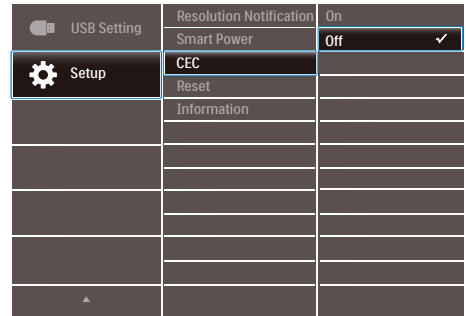 USB Setting
Setup
Resolution Notification
Smart Power
CEC
Reset
Information
On
Off